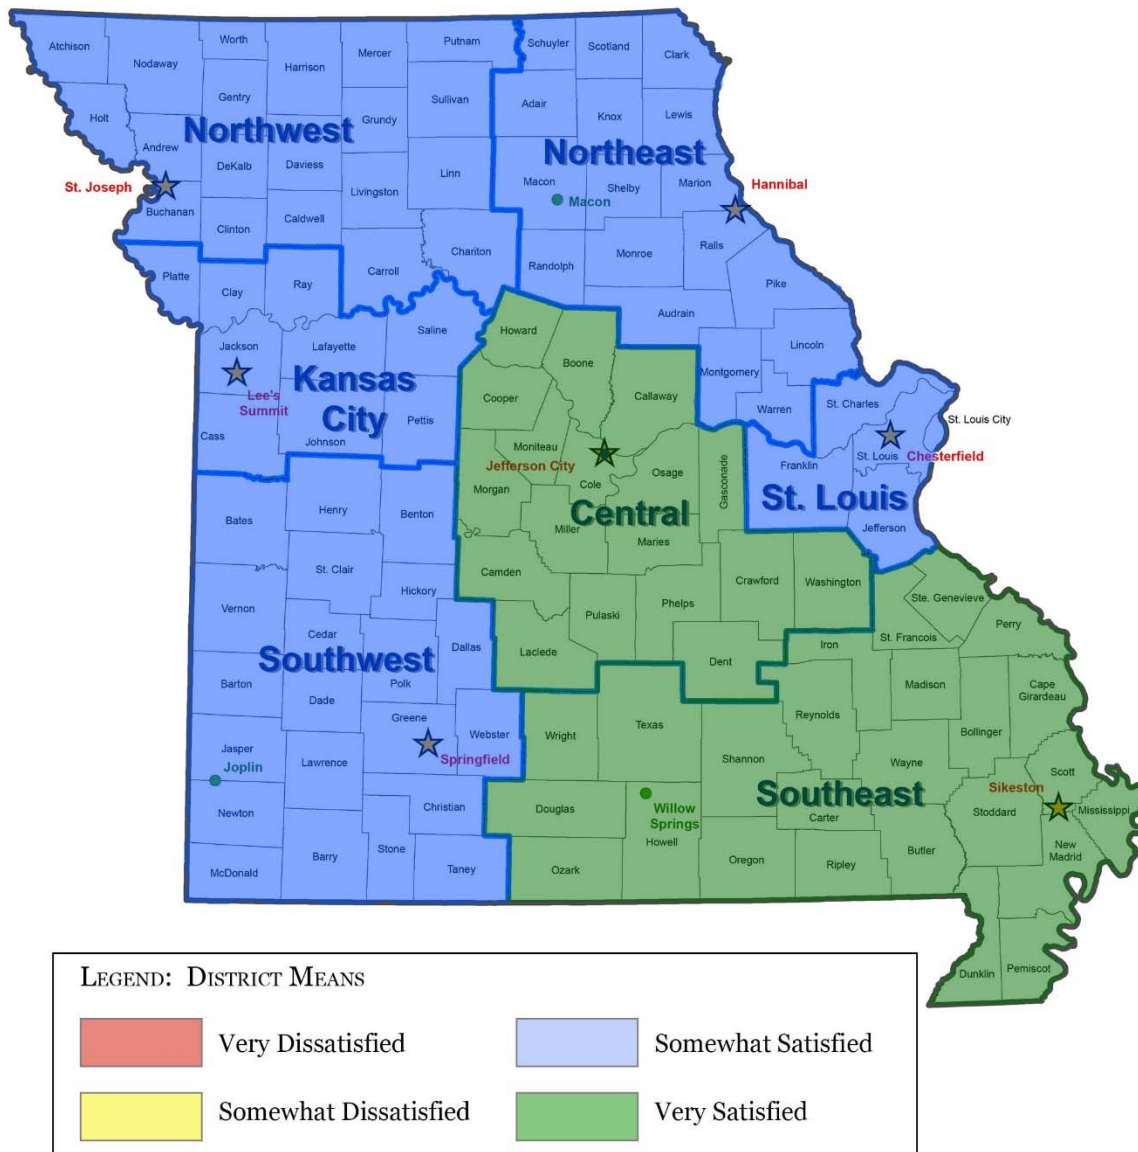 Atchison
Nodaway
Worth
Harrison
Mercer
Putnam
Schuyler
Scotland
Clark
Holt
Gentry
Sullivan
Adair
Knox
Lewis
Grundy
Andrew
Northwest
Northeast
DeKalb
Daviess
Linn
Macon
Shelby
Marion
Hannibal
St. Joseph
Livingston
Macon
Buchanan
Clinton
Caldwell
Chariton
Carroll
Randolph
Monroe
Ralls
Platte
Clay
Ray
Pike
Saline
Audrain
Howard
Lincoln
Jackson
Lafayette
Boone
Montgomery
Kansas
City
Lee's
Summit
Cooper
Callaway
Warren
St. Charles
St. Louis City
Cass
Johnson
Pettis
Moniteau
Jefferson City
Franklin
St. Louis
Chesterfield
Morgan
Cole
Osage
Gasconade
St. Louis
Central
Bates
Henry
Benton
Miller
Maries
Jefferson
St. Clair
Camden
Crawford
Washington
Vernon
Hickory
Pulaski
Phelps
Ste. Genevieve
Cedar
Southwest
Dallas
Laclede
Dent
Iron
St. Francois
Perry
Barton
Dade
Polk
Madison
Cape
Girardeau
Greene
Webster
Wright
Texas
Reynolds
Bollinger
Jasper
Joplin
Lawrence
Springfield
Shannon
Wayne
Scott
Newton
Christian
Douglas
Willow
Springs
Howell
Southeast
Carter
Sikeston
Stoddard
Mississippi
McDonald
Barry
Stone
Taney
Ozark
Oregon
Ripley
Butler
New
Madrid
Dunklin
Pemiscot
LEGEND: DISTRICT MEANS
Very Dissatisfied
Somewhat Satisfied
Somewhat Dissatisfied
Very Satisfied